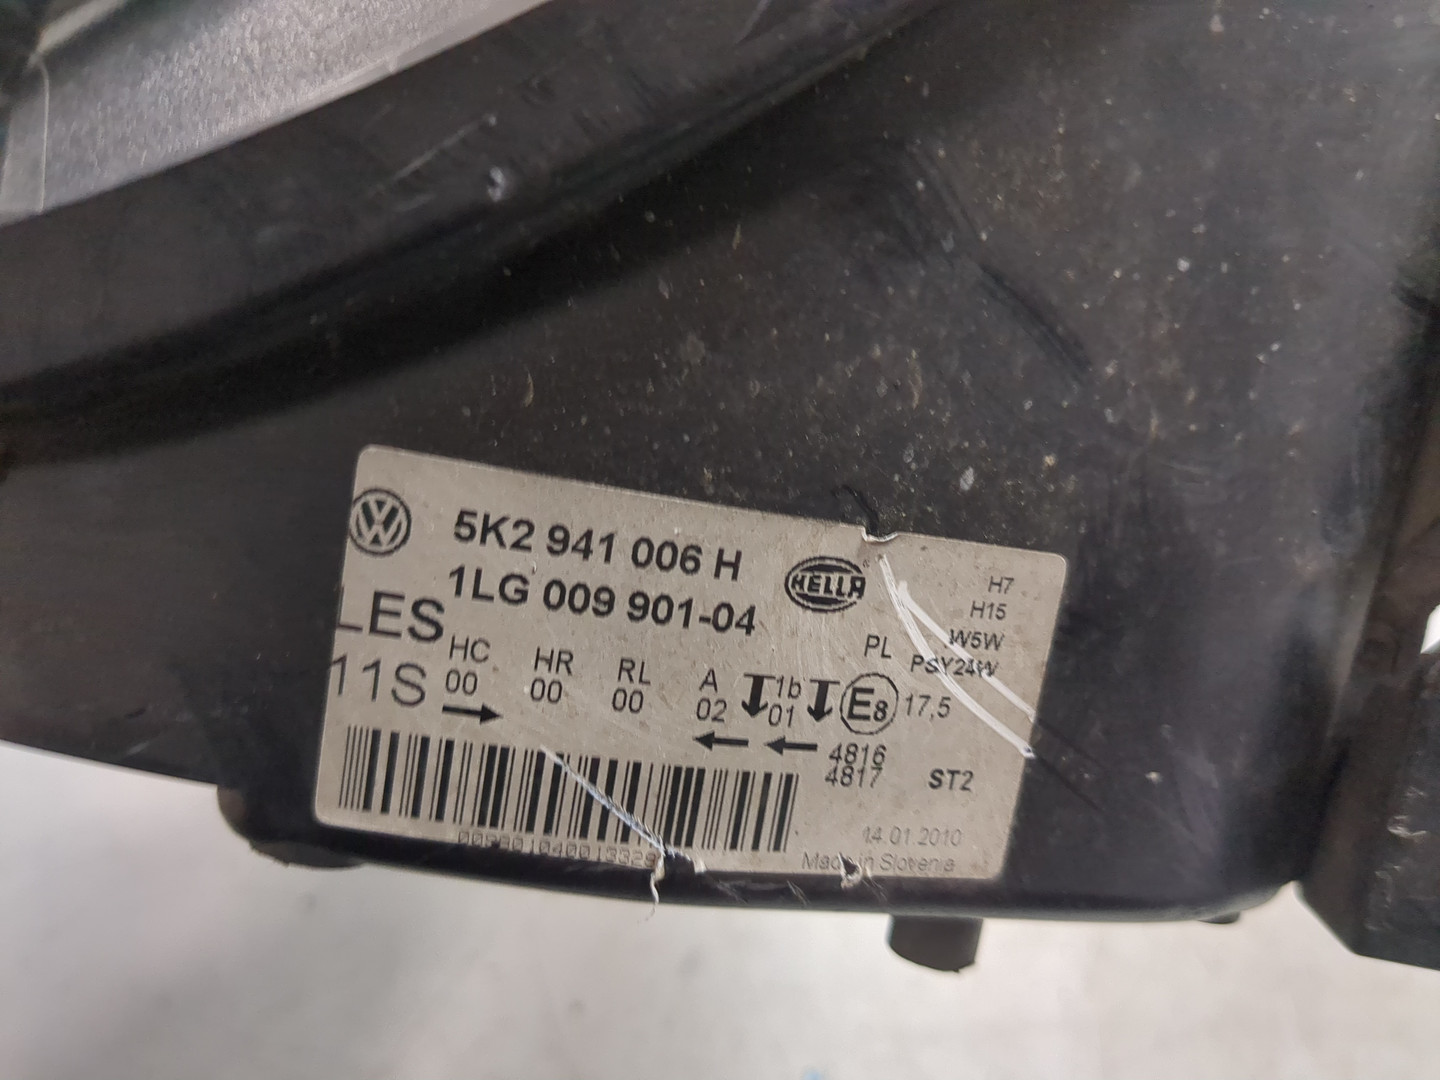 5K2 941 006 H
1LG 009 901-04
HELLA
H7
H15
W5W
PSY24W
PL
LES
11S
HC HR RL A 1b
00 00 00 02 01 E8 17,5
4816
4817 ST2
14.01.2010
Made in Slovenia